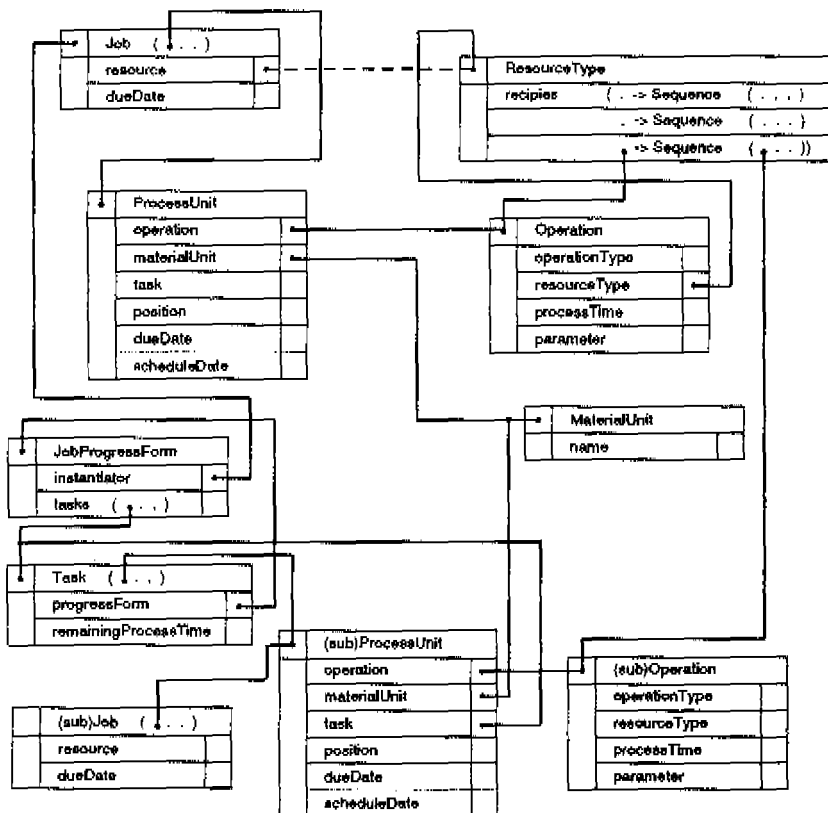 Job ( . . . )
resource
dueDate
ResourceType
recipies ( . -> Sequence ( . . . )
. -> Sequence ( . . . )
-> Sequence ( . . . ))
ProcessUnit
operation
materialUnit
task
position
dueDate
scheduleDate
Operation
operationType
resourceType
processTime
parameter
MaterialUnit
name
JobProgressForm
instantiator
tasks ( . . . )
Task ( . . . )
progressForm
remainingProcessTime
(sub)Job ( . . . )
resource
dueDate
(sub)ProcessUnit
operation
materialUnit
task
position
dueDate
scheduleDate
(sub)Operation
operationType
resourceType
processTime
parameter